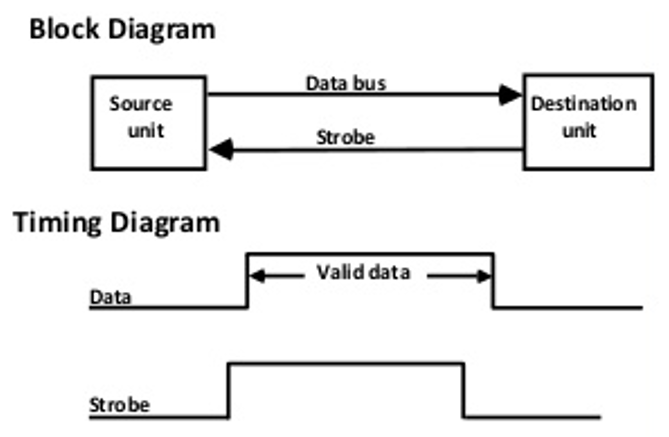 Block Diagram
Source
unit
Data bus
Strobe
Destination
unit
Timing Diagram
Valid data
Data
Strobe